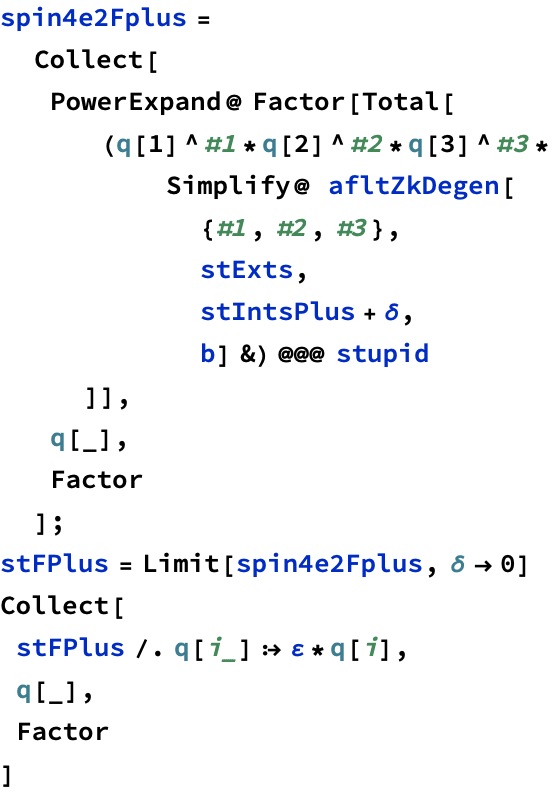 spin4e2Fplus =
Collect[
PowerExpand@ Factor[Total[
(q[1]^#1*q[2]^#2*q[3]^#3*
Simplify@ afltZkDegen[
{#1, #2, #3},
stExts,
stIntsPlus + δ,
b] &) @@@ stupid
]],
q[_],
Factor
];
stFPlus = Limit[spin4e2Fplus, δ → 0]
Collect[
stFPlus /. q[i_] :→ ε*q[i],
q[_],
Factor
]